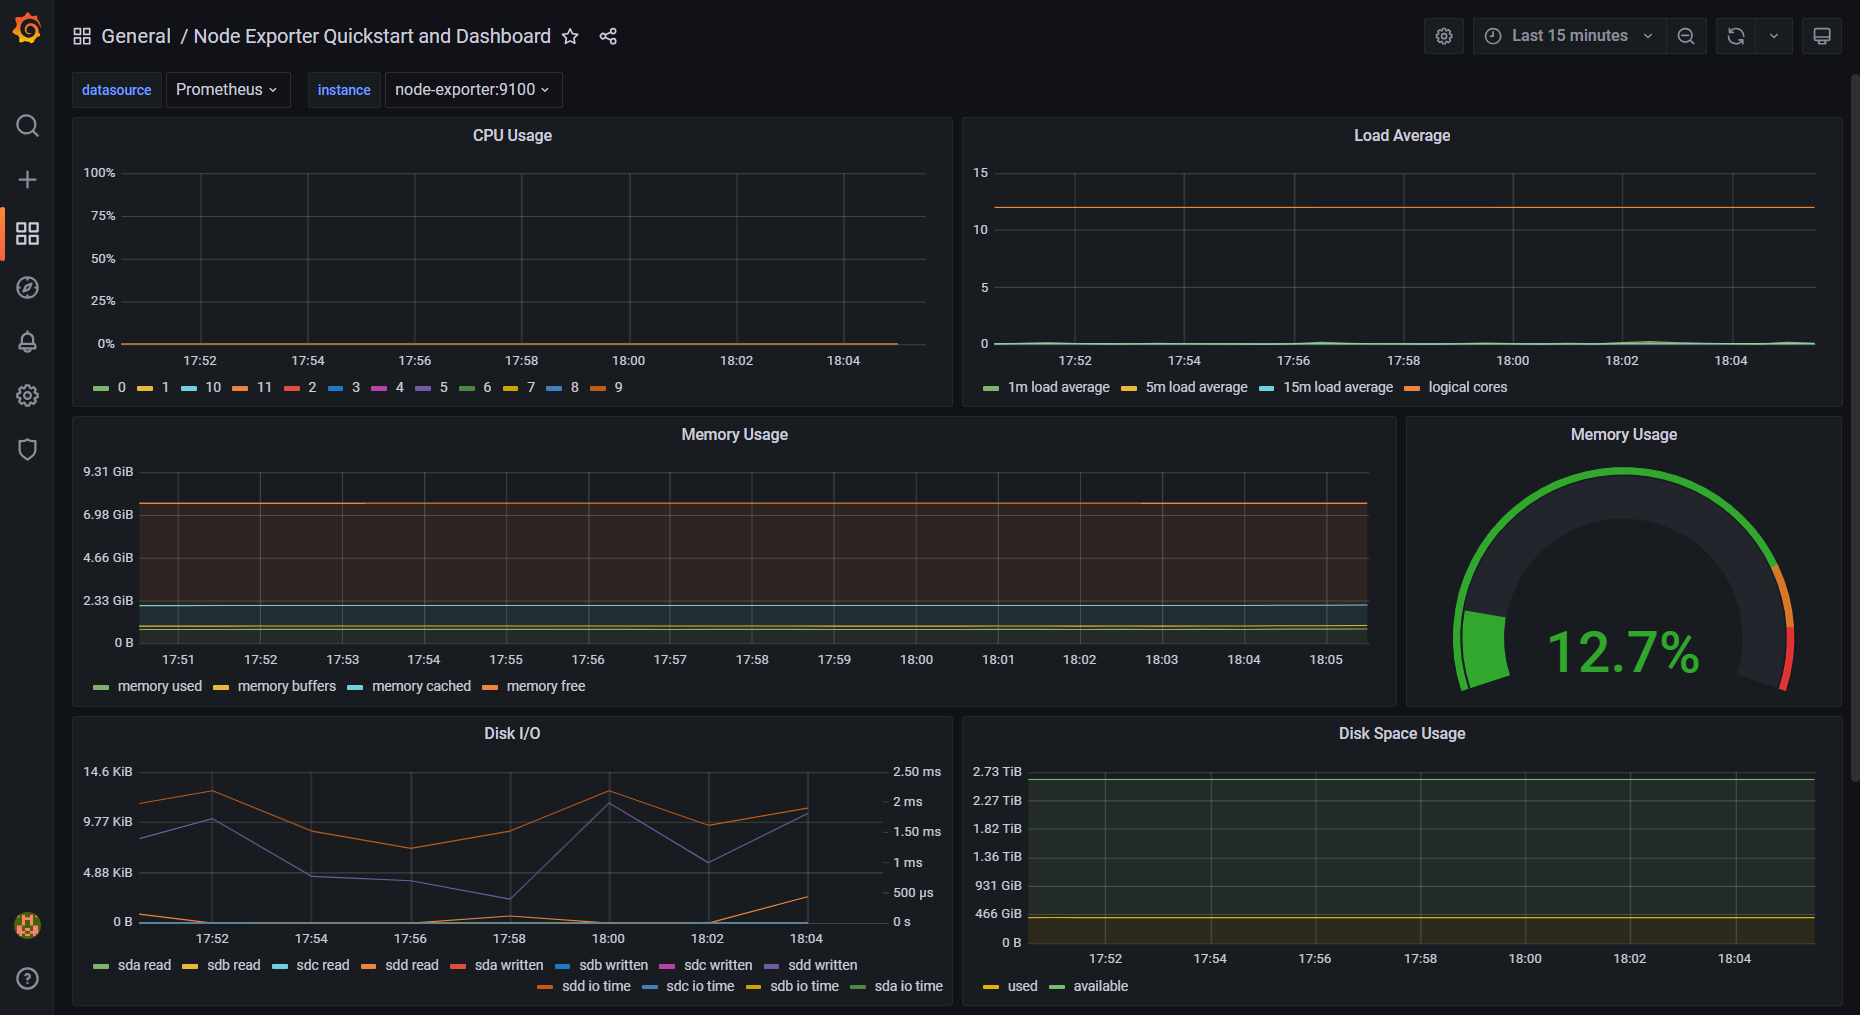 General / Node Exporter Quickstart and Dashboard
Last 15 minutes
datasource Prometheus instance node-exporter:9100
CPU Usage
100%
75%
50%
25%
0%
17:52 17:54 17:56 17:58 18:00 18:02 18:04
0 1 10 11 2 3 4 5 6 7 8 9
Load Average
15
10
5
0
17:52 17:54 17:56 17:58 18:00 18:02 18:04
1m load average 5m load average 15m load average logical cores
Memory Usage
9.31 GiB
6.98 GiB
4.66 GiB
2.33 GiB
0 B
17:51 17:52 17:53 17:54 17:55 17:56 17:57 17:58 17:59 18:00 18:01 18:02 18:03 18:04 18:05
memory used memory buffers memory cached memory free
Memory Usage
12.7%
Disk I/O
14.6 KiB
9.77 KiB
4.88 KiB
0 B
2.50 ms
2 ms
1.50 ms
1 ms
500 µs
0 s
17:52 17:54 17:56 17:58 18:00 18:02 18:04
sda read sdb read sdc read sdd read sda written sdb written sdc written sdd written
sdd io time sdc io time sdb io time sda io time
Disk Space Usage
2.73 TiB
2.27 TiB
1.82 TiB
1.36 TiB
931 GiB
466 GiB
0 B
17:52 17:54 17:56 17:58 18:00 18:02 18:04
used available